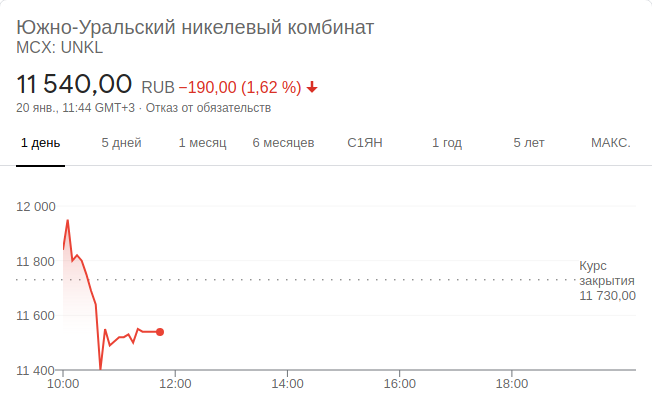 Южно-Уральский никелевый комбинат
MCX: UNKL
11 540,00 RUB −190,00 (1,62 %)
20 янв., 11:44 GMT+3 · Отказ от обязательств
1 день 5 дней 1 месяц 6 месяцев С1ЯН 1 год 5 лет МАКС.
12 000
11 800
Курс
закрытия
11 730,00
11 600
11 400
10:00 12:00 14:00 16:00 18:00